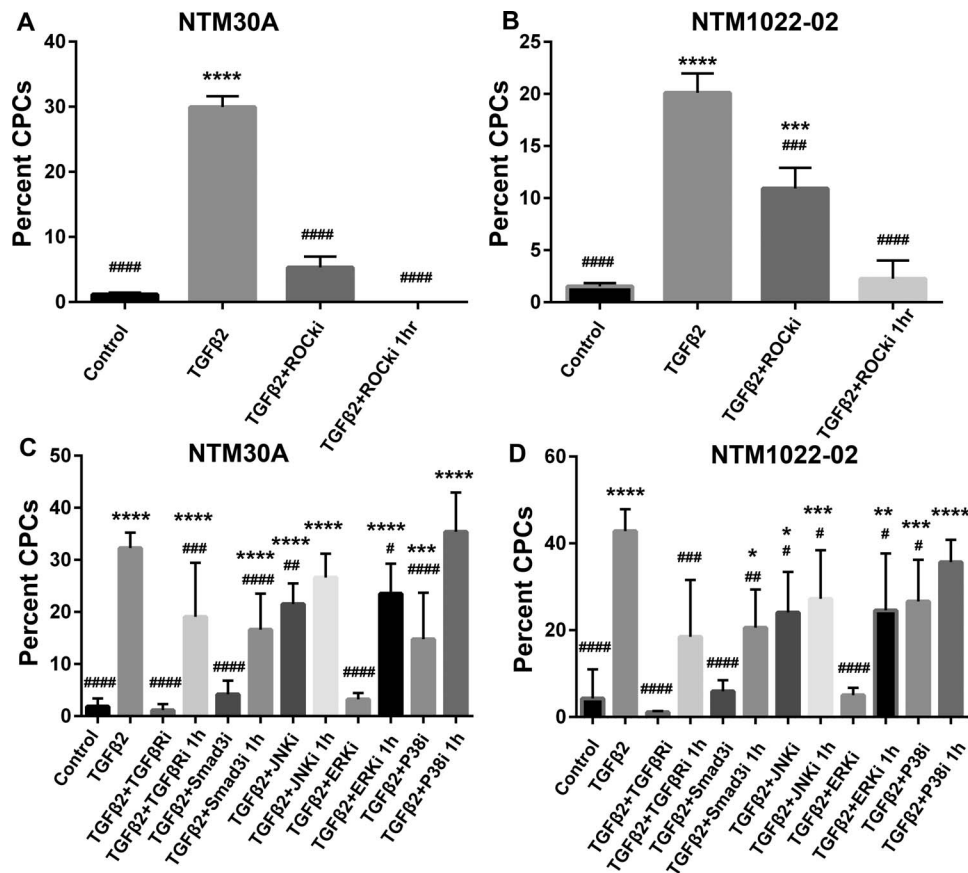 A
NTM30A
Percent CPCs
40
30
20
10
0
####
****
####
####
Control
TGFβ2
TGFβ2+ROCKi
TGFβ2+ROCKi 1hr
B
NTM1022-02
Percent CPCs
25
20
15
10
5
0
####
****
***
###
####
Control
TGFβ2
TGFβ2+ROCKi
TGFβ2+ROCKi 1hr
C
NTM30A
Percent CPCs
50
40
30
20
10
0
####
****
####
****
###
####
****
####
****
##
****
####
****
#
***
####
****
Control
TGFβ2
TGFβ2+TGFβRi
TGFβ2+TGFβRi 1h
TGFβ2+Smad3i
TGFβ2+Smad3i 1h
TGFβ2+JNKi
TGFβ2+JNKi 1h
TGFβ2+ERKi
TGFβ2+ERKi 1h
TGFβ2+P38i
TGFβ2+P38i 1h
D
NTM1022-02
Percent CPCs
60
40
20
0
####
****
####
###
####
*
##
*
#
***
#
####
**
#
***
#
****
Control
TGFβ2
TGFβ2+TGFβRi
TGFβ2+TGFβRi 1h
TGFβ2+Smad3i
TGFβ2+Smad3i 1h
TGFβ2+JNKi
TGFβ2+JNKi 1h
TGFβ2+ERKi
TGFβ2+ERKi 1h
TGFβ2+P38i
TGFβ2+P38i 1h